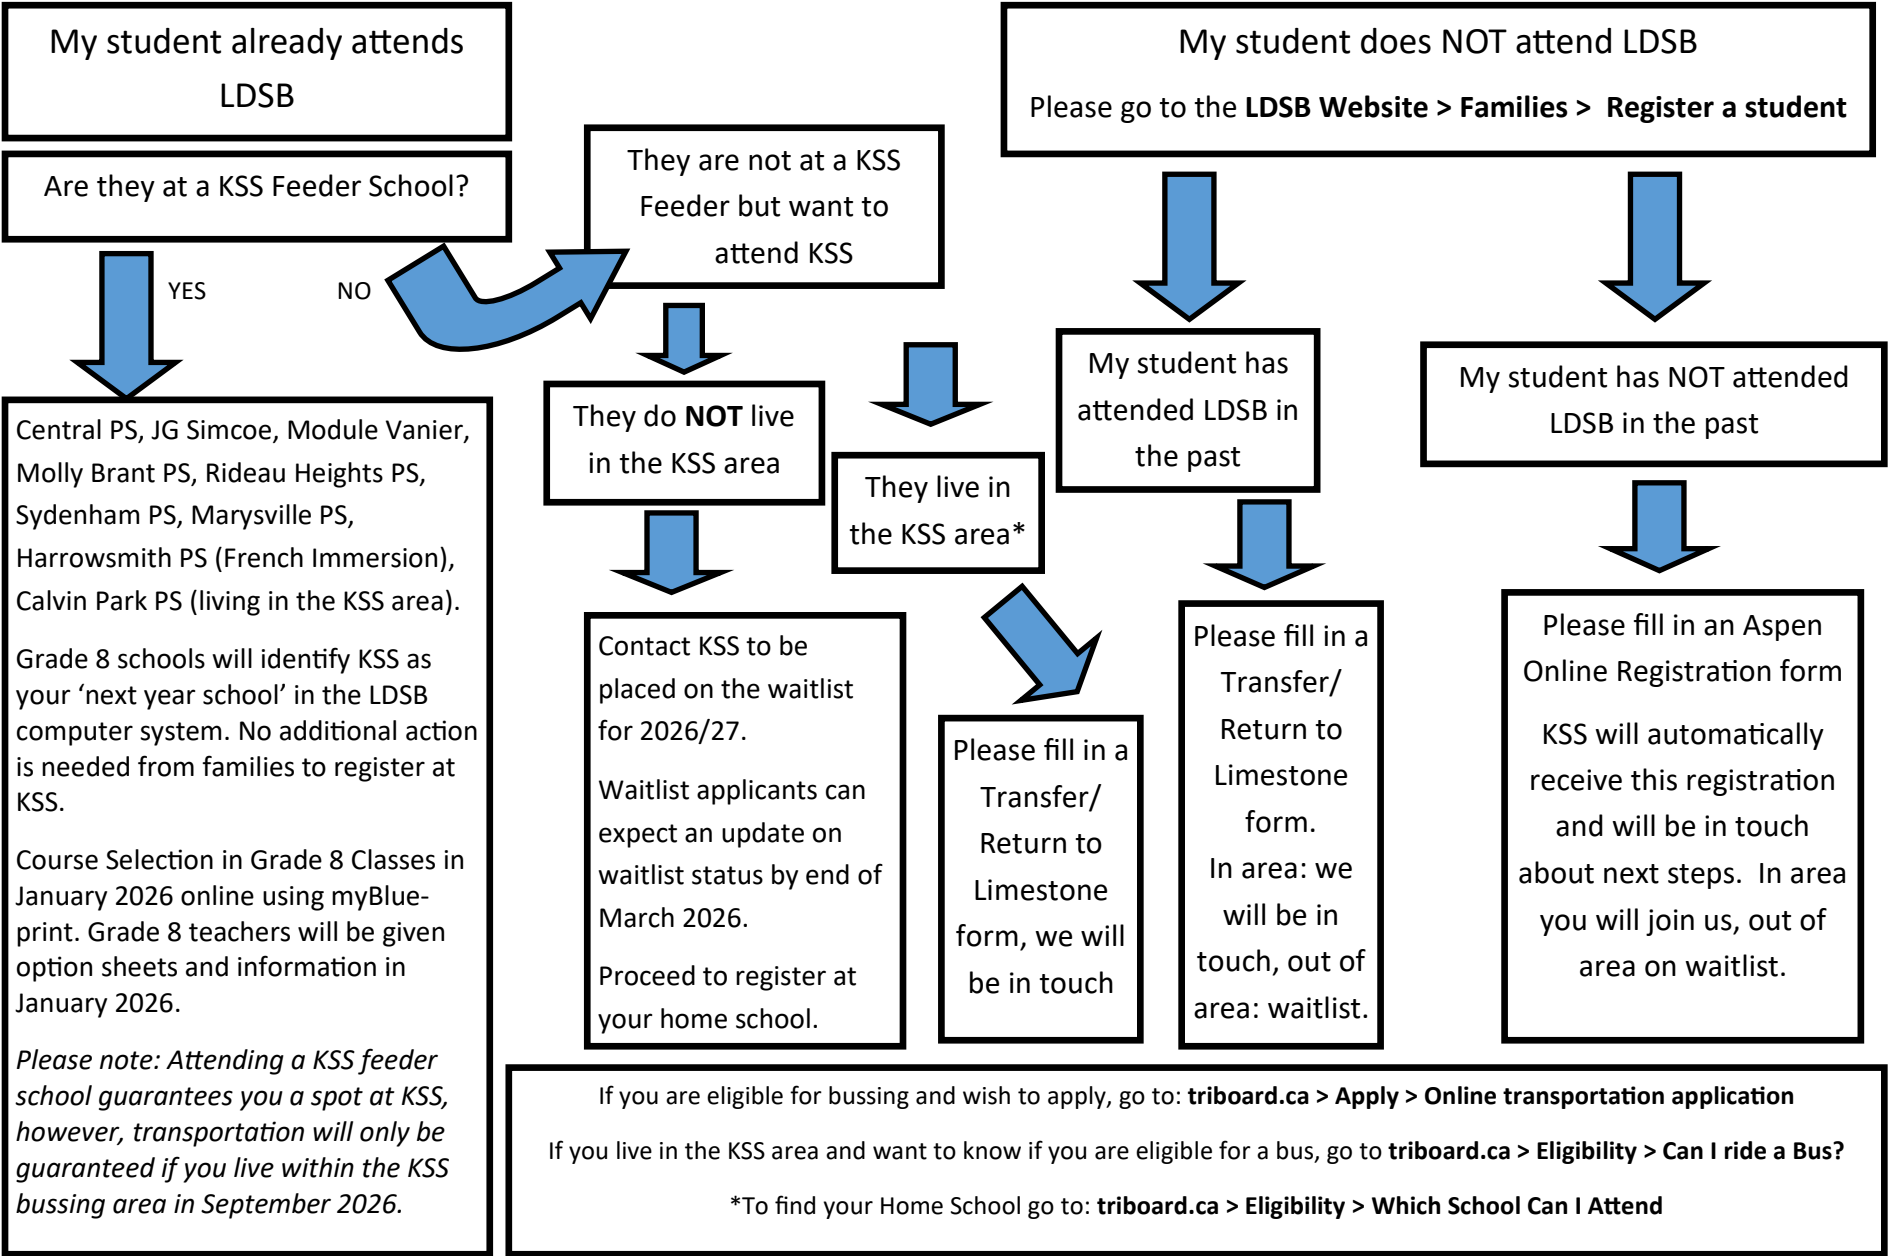 My student already attends
LDSB
Are they at a KSS Feeder School?
YES
NO
Central PS, JG Simcoe, Module Vanier,
Molly Brant PS, Rideau Heights PS,
Sydenham PS, Marysville PS,
Harrowsmith PS (French Immersion),
Calvin Park PS (living in the KSS area).
Grade 8 schools will identify KSS as
your ‘next year school’ in the LDSB
computer system. No additional action
is needed from families to register at
KSS.
Course Selection in Grade 8 Classes in
January 2026 online using myBlue-
print. Grade 8 teachers will be given
option sheets and information in
January 2026.
Please note: Attending a KSS feeder
school guarantees you a spot at KSS,
however, transportation will only be
guaranteed if you live within the KSS
bussing area in September 2026.
They are not at a KSS
Feeder but want to
attend KSS
They do NOT live
in the KSS area
Contact KSS to be
placed on the waitlist
for 2026/27.
Waitlist applicants can
expect an update on
waitlist status by end of
March 2026.
Proceed to register at
your home school.
They live in
the KSS area*
Please fill in a
Transfer/
Return to
Limestone
form, we will
be in touch
My student does NOT attend LDSB
Please go to the LDSB Website > Families > Register a student
My student has
attended LDSB in
the past
Please fill in a
Transfer/
Return to
Limestone
form.
In area: we
will be in
touch, out of
area: waitlist.
My student has NOT attended
LDSB in the past
Please fill in an Aspen
Online Registration form
KSS will automatically
receive this registration
and will be in touch
about next steps. In area
you will join us, out of
area on waitlist.
If you are eligible for bussing and wish to apply, go to: triboard.ca > Apply > Online transportation application
If you live in the KSS area and want to know if you are eligible for a bus, go to triboard.ca > Eligibility > Can I ride a Bus?
*To find your Home School go to: triboard.ca > Eligibility > Which School Can I Attend